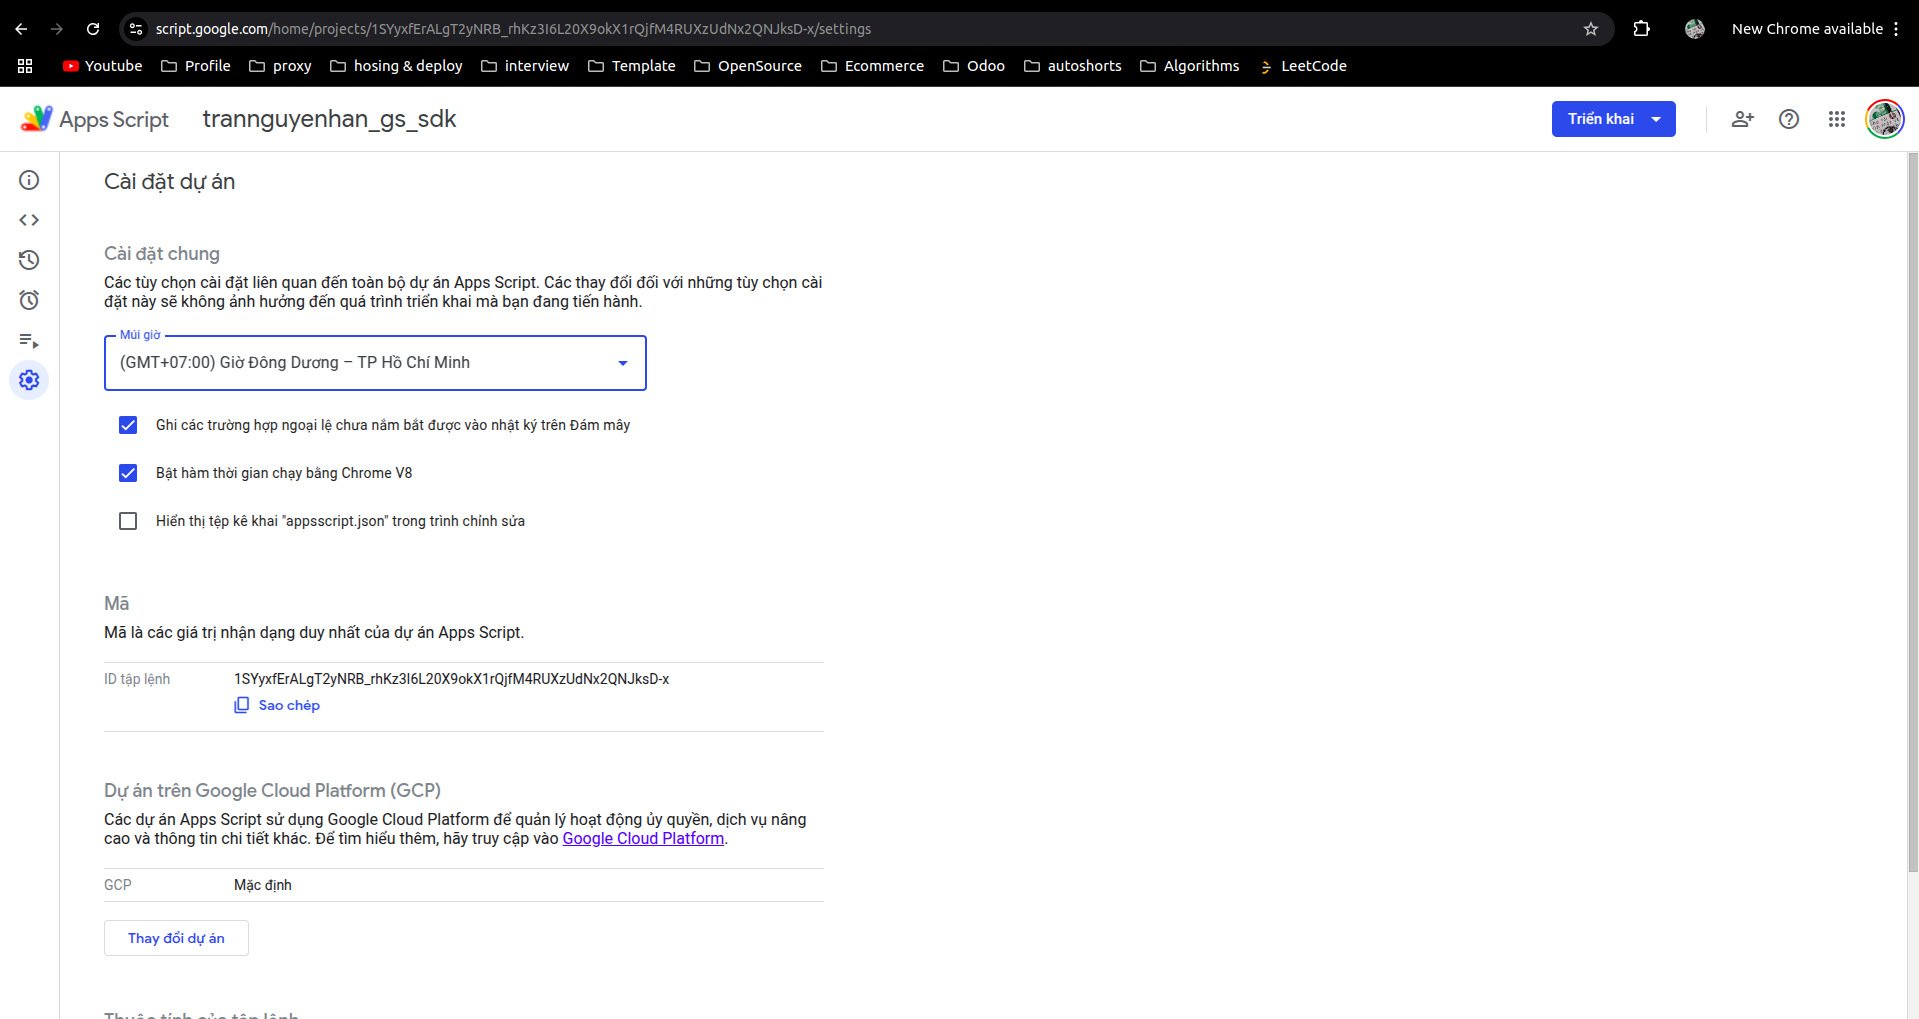 script.google.com/home/projects/1SYyxfErALgT2yNRB_rhKz3I6L20X9okX1rQjfM4RUXzUdNx2QNJksD-x/settings
New Chrome available
Youtube Profile proxy hosing & deploy interview Template OpenSource Ecommerce Odoo autoshorts Algorithms LeetCode
Apps Script trannguyenhan_gs_sdk Triển khai
Cài đặt dự án
Cài đặt chung
Các tùy chọn cài đặt liên quan đến toàn bộ dự án Apps Script. Các thay đổi đối với những tùy chọn cài
đặt này sẽ không ảnh hưởng đến quá trình triển khai mà bạn đang tiến hành.
Múi giờ
(GMT+07:00) Giờ Đông Dương – TP Hồ Chí Minh
Ghi các trường hợp ngoại lệ chưa nắm bắt được vào nhật ký trên Đám mây
Bật hàm thời gian chạy bằng Chrome V8
Hiển thị tệp kê khai "appsscript.json" trong trình chỉnh sửa
Mã
Mã là các giá trị nhận dạng duy nhất của dự án Apps Script.
ID tập lệnh 1SYyxfErALgT2yNRB_rhKz3I6L20X9okX1rQjfM4RUXzUdNx2QNJksD-x
Sao chép
Dự án trên Google Cloud Platform (GCP)
Các dự án Apps Script sử dụng Google Cloud Platform để quản lý hoạt động ủy quyền, dịch vụ nâng
cao và thông tin chi tiết khác. Để tìm hiểu thêm, hãy truy cập vào Google Cloud Platform.
GCP Mặc định
Thay đổi dự án
Thuộc tính của tập lệnh